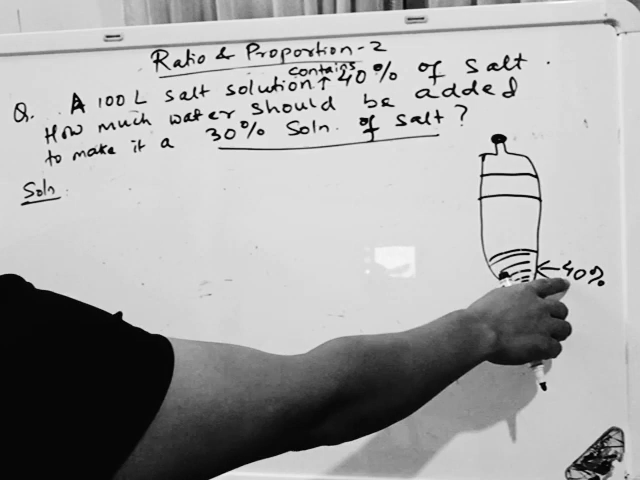 Ratio & Proportion-2
Q. A 100 L salt solution contains 40% of salt.
How much water should be added
to make it a 30% Soln. of salt?
Soln
40%